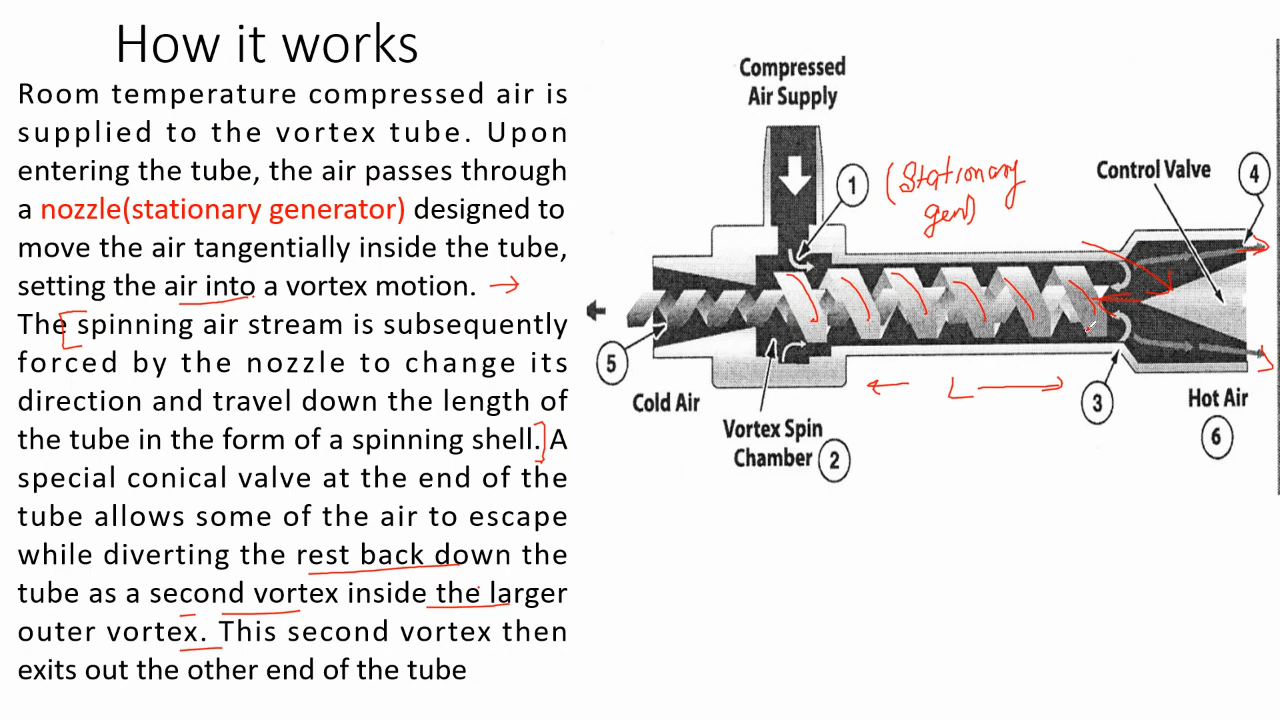 How it works
Room temperature compressed air is
supplied to the vortex tube. Upon
entering the tube, the air passes through
a nozzle(stationary generator) designed to
move the air tangentially inside the tube,
setting the air into a vortex motion.
The spinning air stream is subsequently
forced by the nozzle to change its
direction and travel down the length of
the tube in the form of a spinning shell. A
special conical valve at the end of the
tube allows some of the air to escape
while diverting the rest back down the
tube as a second vortex inside the larger
outer vortex. This second vortex then
exits out the other end of the tube
Compressed
Air Supply
1
(Stationary
gen)
Control Valve
4
5
Cold Air
L
3
Hot Air
6
Vortex Spin
Chamber 2